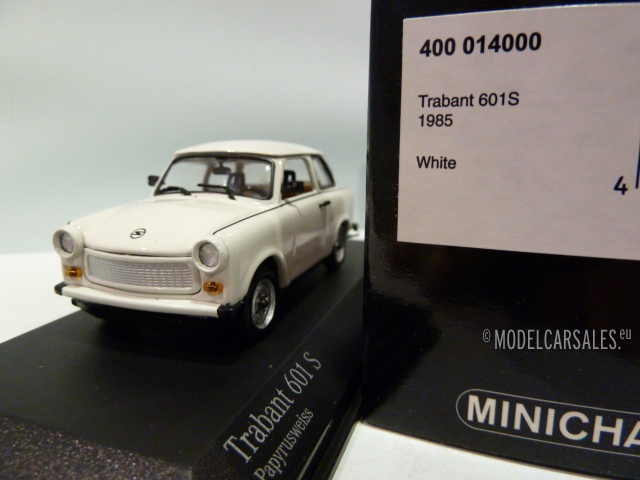 400 014000
Trabant 601S
1985
White
4
© MODELCARSALES.eu
MINICHA
Trabant 601 S
Papyrusweiss